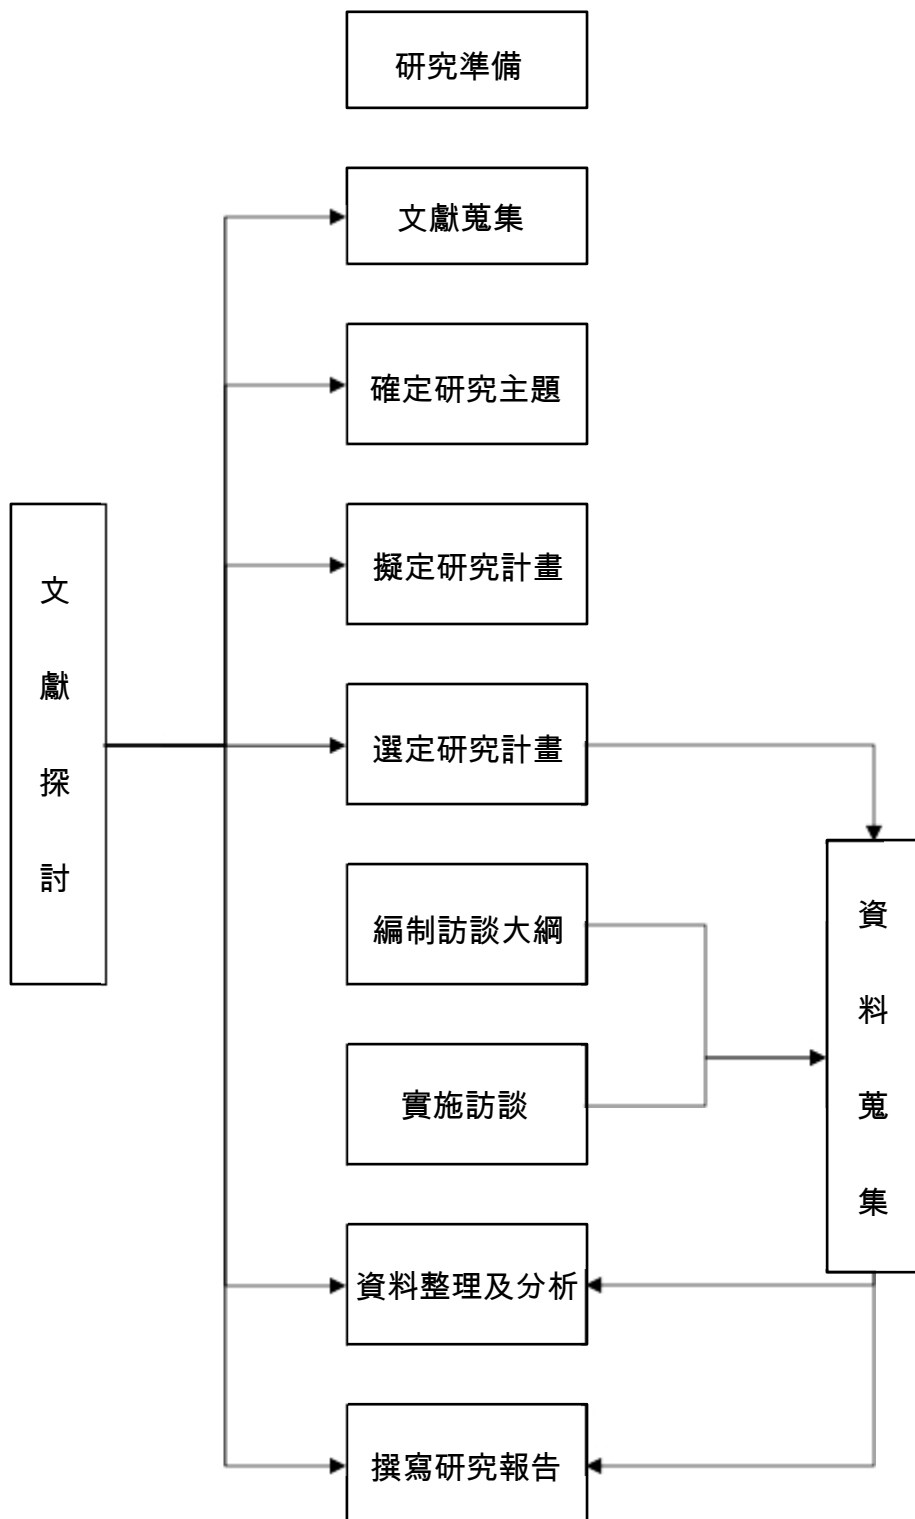 研究準備
文獻蒐集
確定研究主題
擬定研究計畫
文獻探討
選定研究計畫
編制訪談大綱
資料蒐集
實施訪談
資料整理及分析
撰寫研究報告